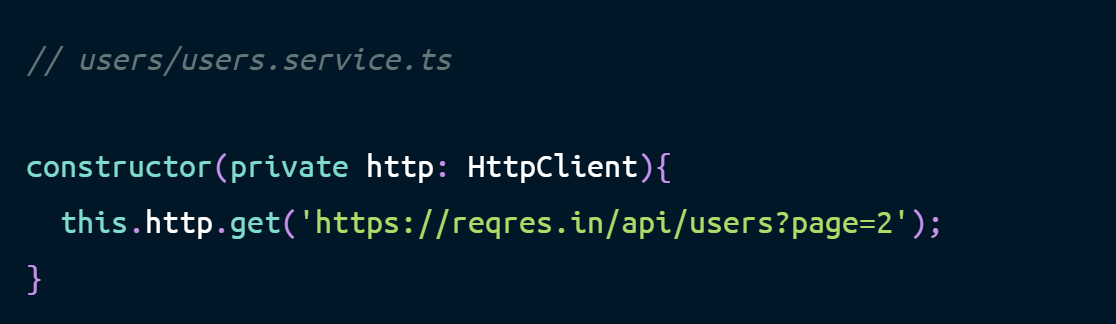 // users/users.service.ts
constructor(private http: HttpClient){
this.http.get('https://reqres.in/api/users?page=2');
}